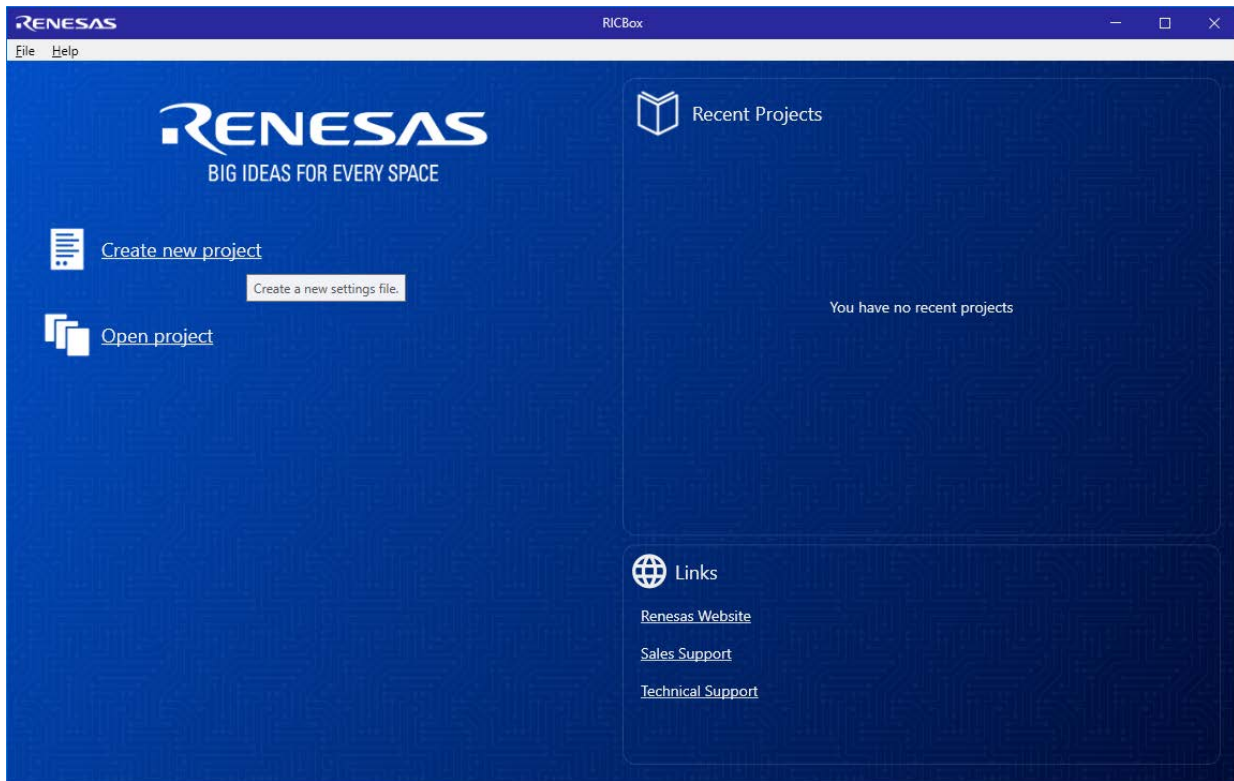 RENESAS
RICBox
File Help
RENESAS
BIG IDEAS FOR EVERY SPACE
Create new project
Create a new settings file.
Open project
Recent Projects
You have no recent projects
Links
Renesas Website
Sales Support
Technical Support